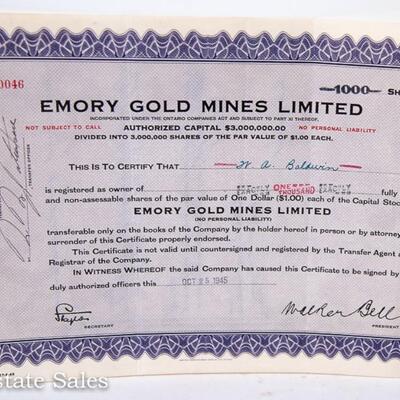 0046
—1000— SH
EMORY GOLD MINES LIMITED
INCORPORATED UNDER THE ONTARIO COMPANIES ACT AND SUBJECT TO PART XI THEREOF.
NOT SUBJECT TO CALL AUTHORIZED CAPITAL $3,000,000.00 NO PERSONAL LIABILITY
DIVIDED INTO 3,000,000 SHARES OF THE PAR VALUE OF $1.00 EACH.
THIS IS TO CERTIFY THAT W. A. Baldwin
is registered as owner of EXACTLY ONE THOUSAND EXACTLY fully
and non-assessable shares of the par value of One Dollar ($1.00) each of the Capital Stock
EMORY GOLD MINES LIMITED
(NO PERSONAL LIABILITY)
transferable only on the books of the Company by the holder hereof in person or by attorney
surrender of this Certificate properly endorsed.
This Certificate is not valid until countersigned and registered by the Transfer Agent a
Registrar of the Company.
IN WITNESS WHEREOF the said Company has caused this Certificate to be signed by
duly authorized officers this OCT 25 1945
Walker Bell
SECRETARY
PRESIDENT
TRANSFER OFFICER
state Sales